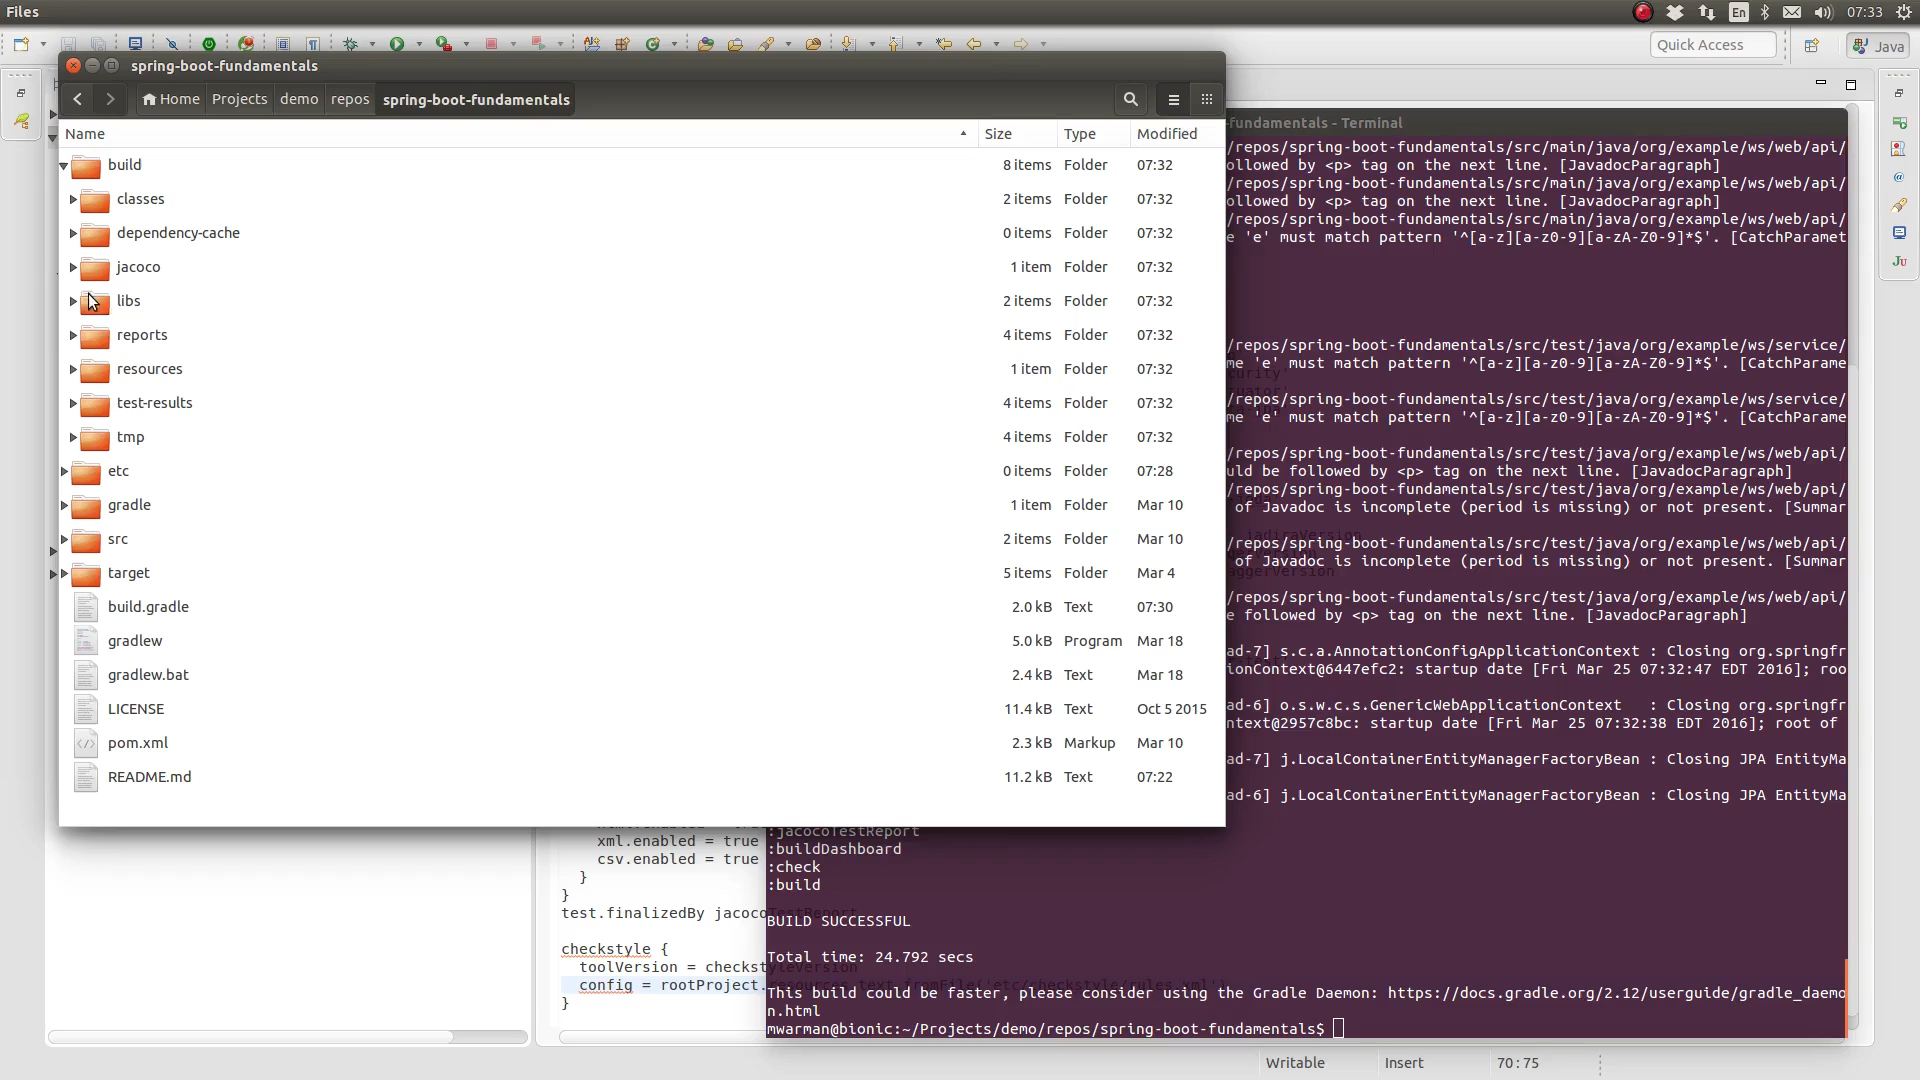 Files
En
07:33
Quick Access
Java
spring-boot-fundamentals
Home
Projects
demo
repos
spring-boot-fundamentals
Name Size Type Modified
build 8 items Folder 07:32
classes 2 items Folder 07:32
dependency-cache 0 items Folder 07:32
jacoco 1 item Folder 07:32
libs 2 items Folder 07:32
reports 4 items Folder 07:32
resources 1 item Folder 07:32
test-results 4 items Folder 07:32
tmp 4 items Folder 07:32
etc 0 items Folder 07:28
gradle 1 item Folder Mar 10
src 2 items Folder Mar 10
target 5 items Folder Mar 4
build.gradle 2.0 kB Text 07:30
gradlew 5.0 kB Program Mar 18
gradlew.bat 2.4 kB Text Mar 18
LICENSE 11.4 kB Text Oct 5 2015
pom.xml 2.3 kB Markup Mar 10
README.md 11.2 kB Text 07:22
fundamentals - Terminal
/repos/spring-boot-fundamentals/src/main/java/org/example/ws/web/api/
ollowed by <p> tag on the next line. [JavadocParagraph]
/repos/spring-boot-fundamentals/src/main/java/org/example/ws/web/api/
ollowed by <p> tag on the next line. [JavadocParagraph]
/repos/spring-boot-fundamentals/src/main/java/org/example/ws/web/api/
e 'e' must match pattern '^[a-z][a-z0-9][a-zA-Z0-9]*$'. [CatchParamet
/repos/spring-boot-fundamentals/src/test/java/org/example/ws/service/
me 'e' must match pattern '^[a-z][a-z0-9][a-zA-Z0-9]*$'. [CatchParame
/repos/spring-boot-fundamentals/src/test/java/org/example/ws/service/
me 'e' must match pattern '^[a-z][a-z0-9][a-zA-Z0-9]*$'. [CatchParame
/repos/spring-boot-fundamentals/src/test/java/org/example/ws/web/api/
uld be followed by <p> tag on the next line. [JavadocParagraph]
/repos/spring-boot-fundamentals/src/test/java/org/example/ws/web/api/
of Javadoc is incomplete (period is missing) or not present. [Summar
/repos/spring-boot-fundamentals/src/test/java/org/example/ws/web/api/
of Javadoc is incomplete (period is missing) or not present. [Summar
/repos/spring-boot-fundamentals/src/test/java/org/example/ws/web/api/
e followed by <p> tag on the next line. [JavadocParagraph]
ad-7] s.c.a.AnnotationConfigApplicationContext : Closing org.springfr
ionContext@6447efc2: startup date [Fri Mar 25 07:32:47 EDT 2016]; roo
ad-6] o.s.w.c.s.GenericWebApplicationContext : Closing org.springfr
ntext@2957c8bc: startup date [Fri Mar 25 07:32:38 EDT 2016]; root of
ad-7] j.LocalContainerEntityManagerFactoryBean : Closing JPA EntityMa
ad-6] j.LocalContainerEntityManagerFactoryBean : Closing JPA EntityMa
:jacocoTestReport
:buildDashboard
:check
:build
BUILD SUCCESSFUL
Total time: 24.792 secs
This build could be faster, please consider using the Gradle Daemon: https://docs.gradle.org/2.12/userguide/gradle_daemo
n.html
mwarman@bionic:~/Projects/demo/repos/spring-boot-fundamentals$
xml.enabled = true
csv.enabled = true
}
}
test.finalizedBy jacocoTestReport
checkstyle {
toolVersion = checkstyleVersion
config = rootProject.resources.text.fromFile('etc/checkstyle/rules.xml')
}
Writable
Insert
70 : 75